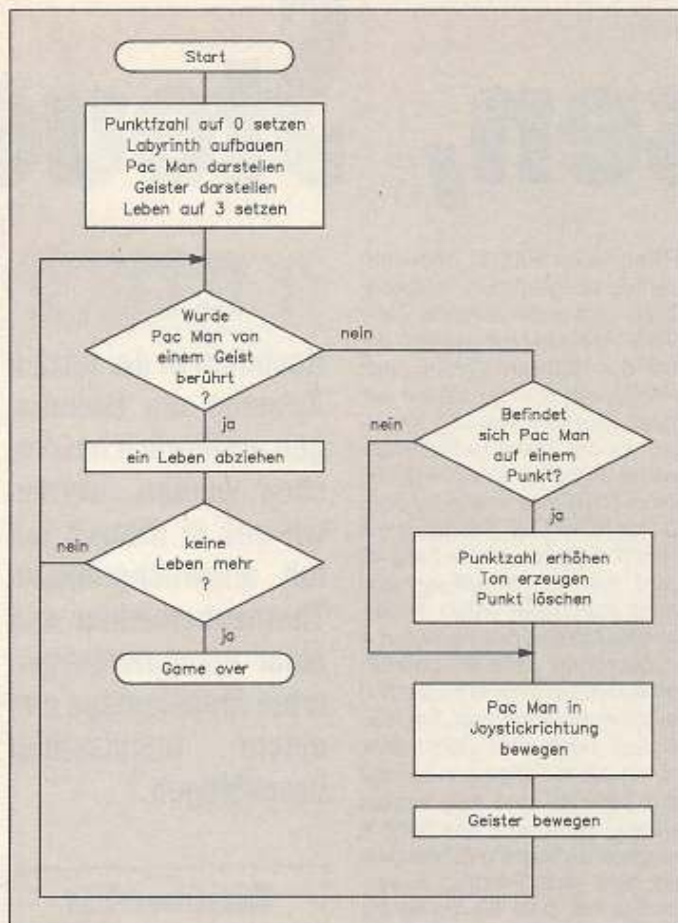 Start
Punktfzahl auf 0 setzen
Labyrinth aufbauen
Pac Man darstellen
Geister darstellen
Leben auf 3 setzen
Wurde
Pac Man von
einem Geist
berührt
?
nein
ja
ein Leben abziehen
keine
Leben mehr
?
nein
ja
Game over
Befindet
sich Pac Man
auf einem
Punkt?
nein
ja
Punktzahl erhöhen
Ton erzeugen
Punkt löschen
Pac Man in
Joystickrichtung
bewegen
Geister bewegen